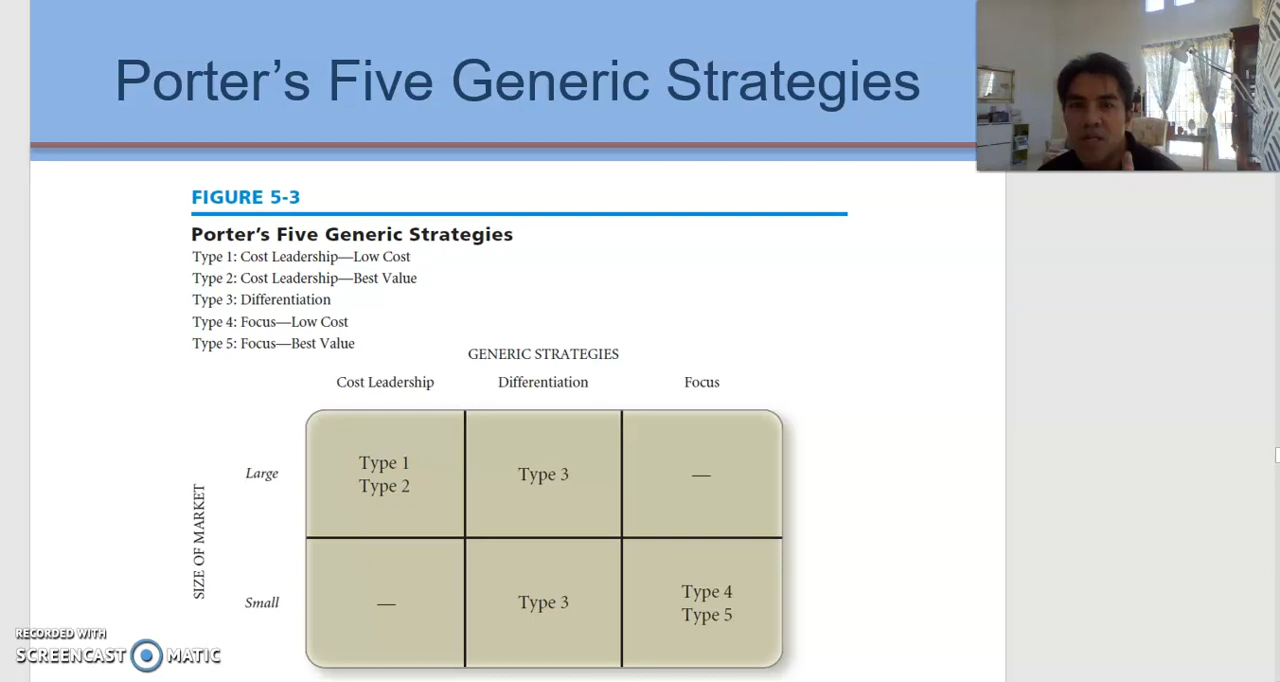 Porter’s Five Generic Strategies
FIGURE 5-3
Porter’s Five Generic Strategies
Type 1: Cost Leadership—Low Cost
Type 2: Cost Leadership—Best Value
Type 3: Differentiation
Type 4: Focus—Low Cost
Type 5: Focus—Best Value
GENERIC STRATEGIES
Cost Leadership Differentiation Focus
SIZE OF MARKET
Large
Type 1
Type 2
Type 3
—
Small
—
Type 3
Type 4
Type 5
RECORDED WITH
SCREENCAST MATIC